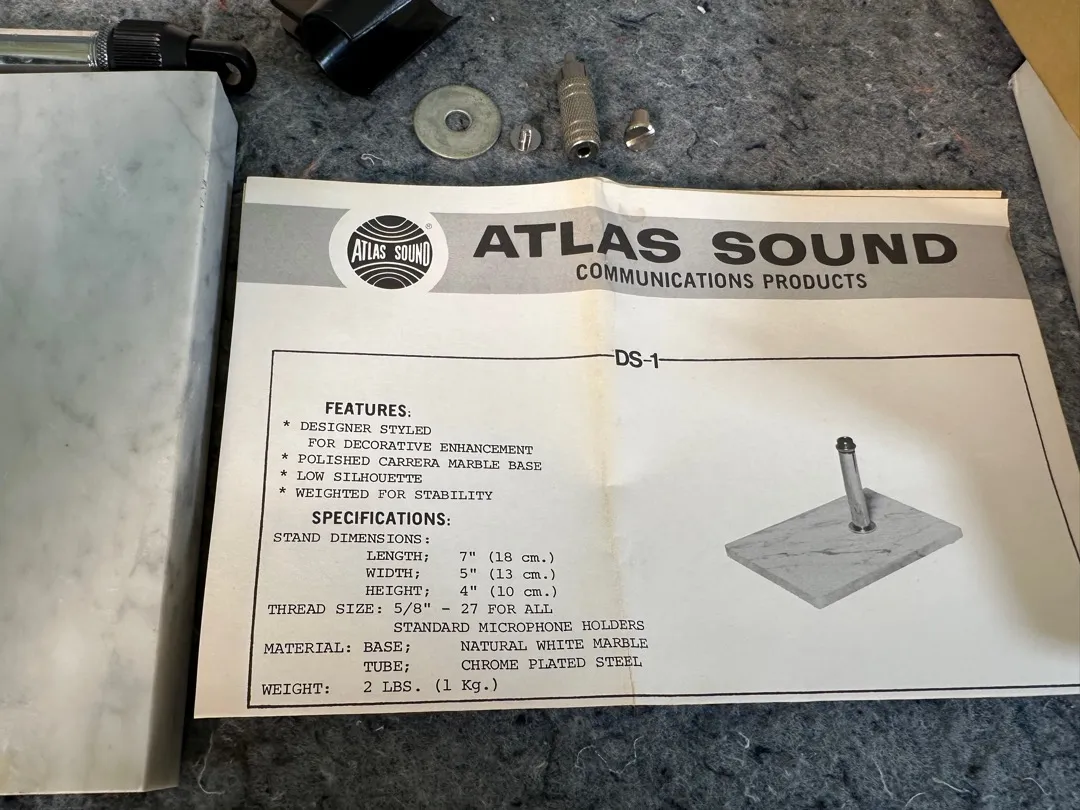 ATLAS SOUND
®
ATLAS SOUND
COMMUNICATIONS PRODUCTS
DS-1
FEATURES:
* DESIGNER STYLED
FOR DECORATIVE ENHANCEMENT
* POLISHED CARRERA MARBLE BASE
* LOW SILHOUETTE
* WEIGHTED FOR STABILITY
SPECIFICATIONS:
STAND DIMENSIONS:
LENGTH; 7" (18 cm.)
WIDTH; 5" (13 cm.)
HEIGHT; 4" (10 cm.)
THREAD SIZE: 5/8" - 27 FOR ALL
STANDARD MICROPHONE HOLDERS
MATERIAL: BASE; NATURAL WHITE MARBLE
TUBE; CHROME PLATED STEEL
WEIGHT: 2 LBS. (1 Kg.)